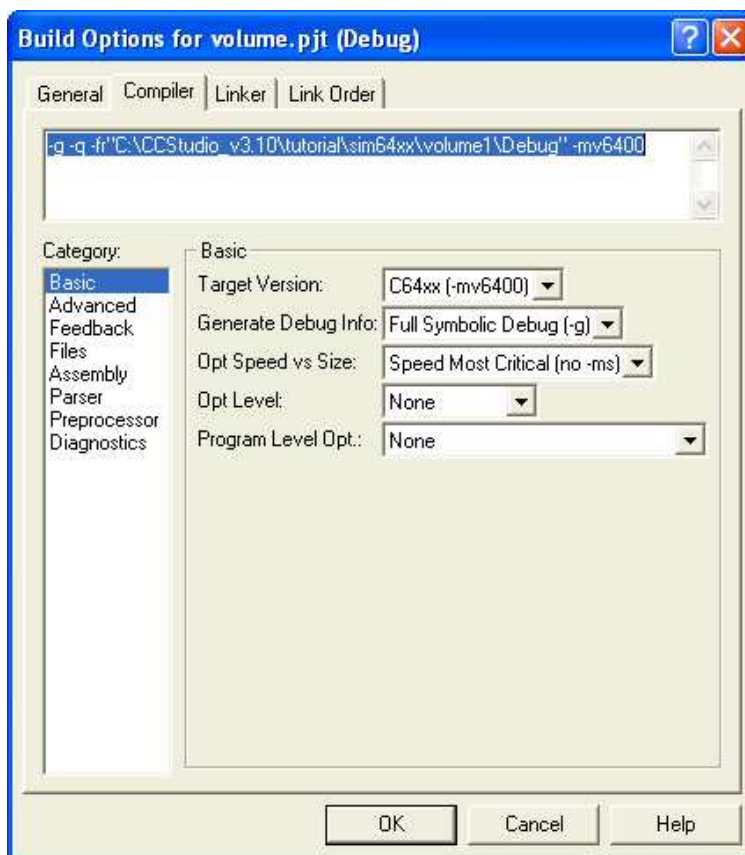 Build Options for volume.pjt (Debug)
General Compiler Linker Link Order
-g -q -fr"C:\CCStudio_v3.10\tutorial\sim64xx\volume1\Debug" -mv6400
Category:
Basic
Advanced
Feedback
Files
Assembly
Parser
Preprocessor
Diagnostics
Basic
Target Version: C64xx (-mv6400)
Generate Debug Info: Full Symbolic Debug (-g)
Opt Speed vs Size: Speed Most Critical (no -ms)
Opt Level: None
Program Level Opt.: None
OK Cancel Help